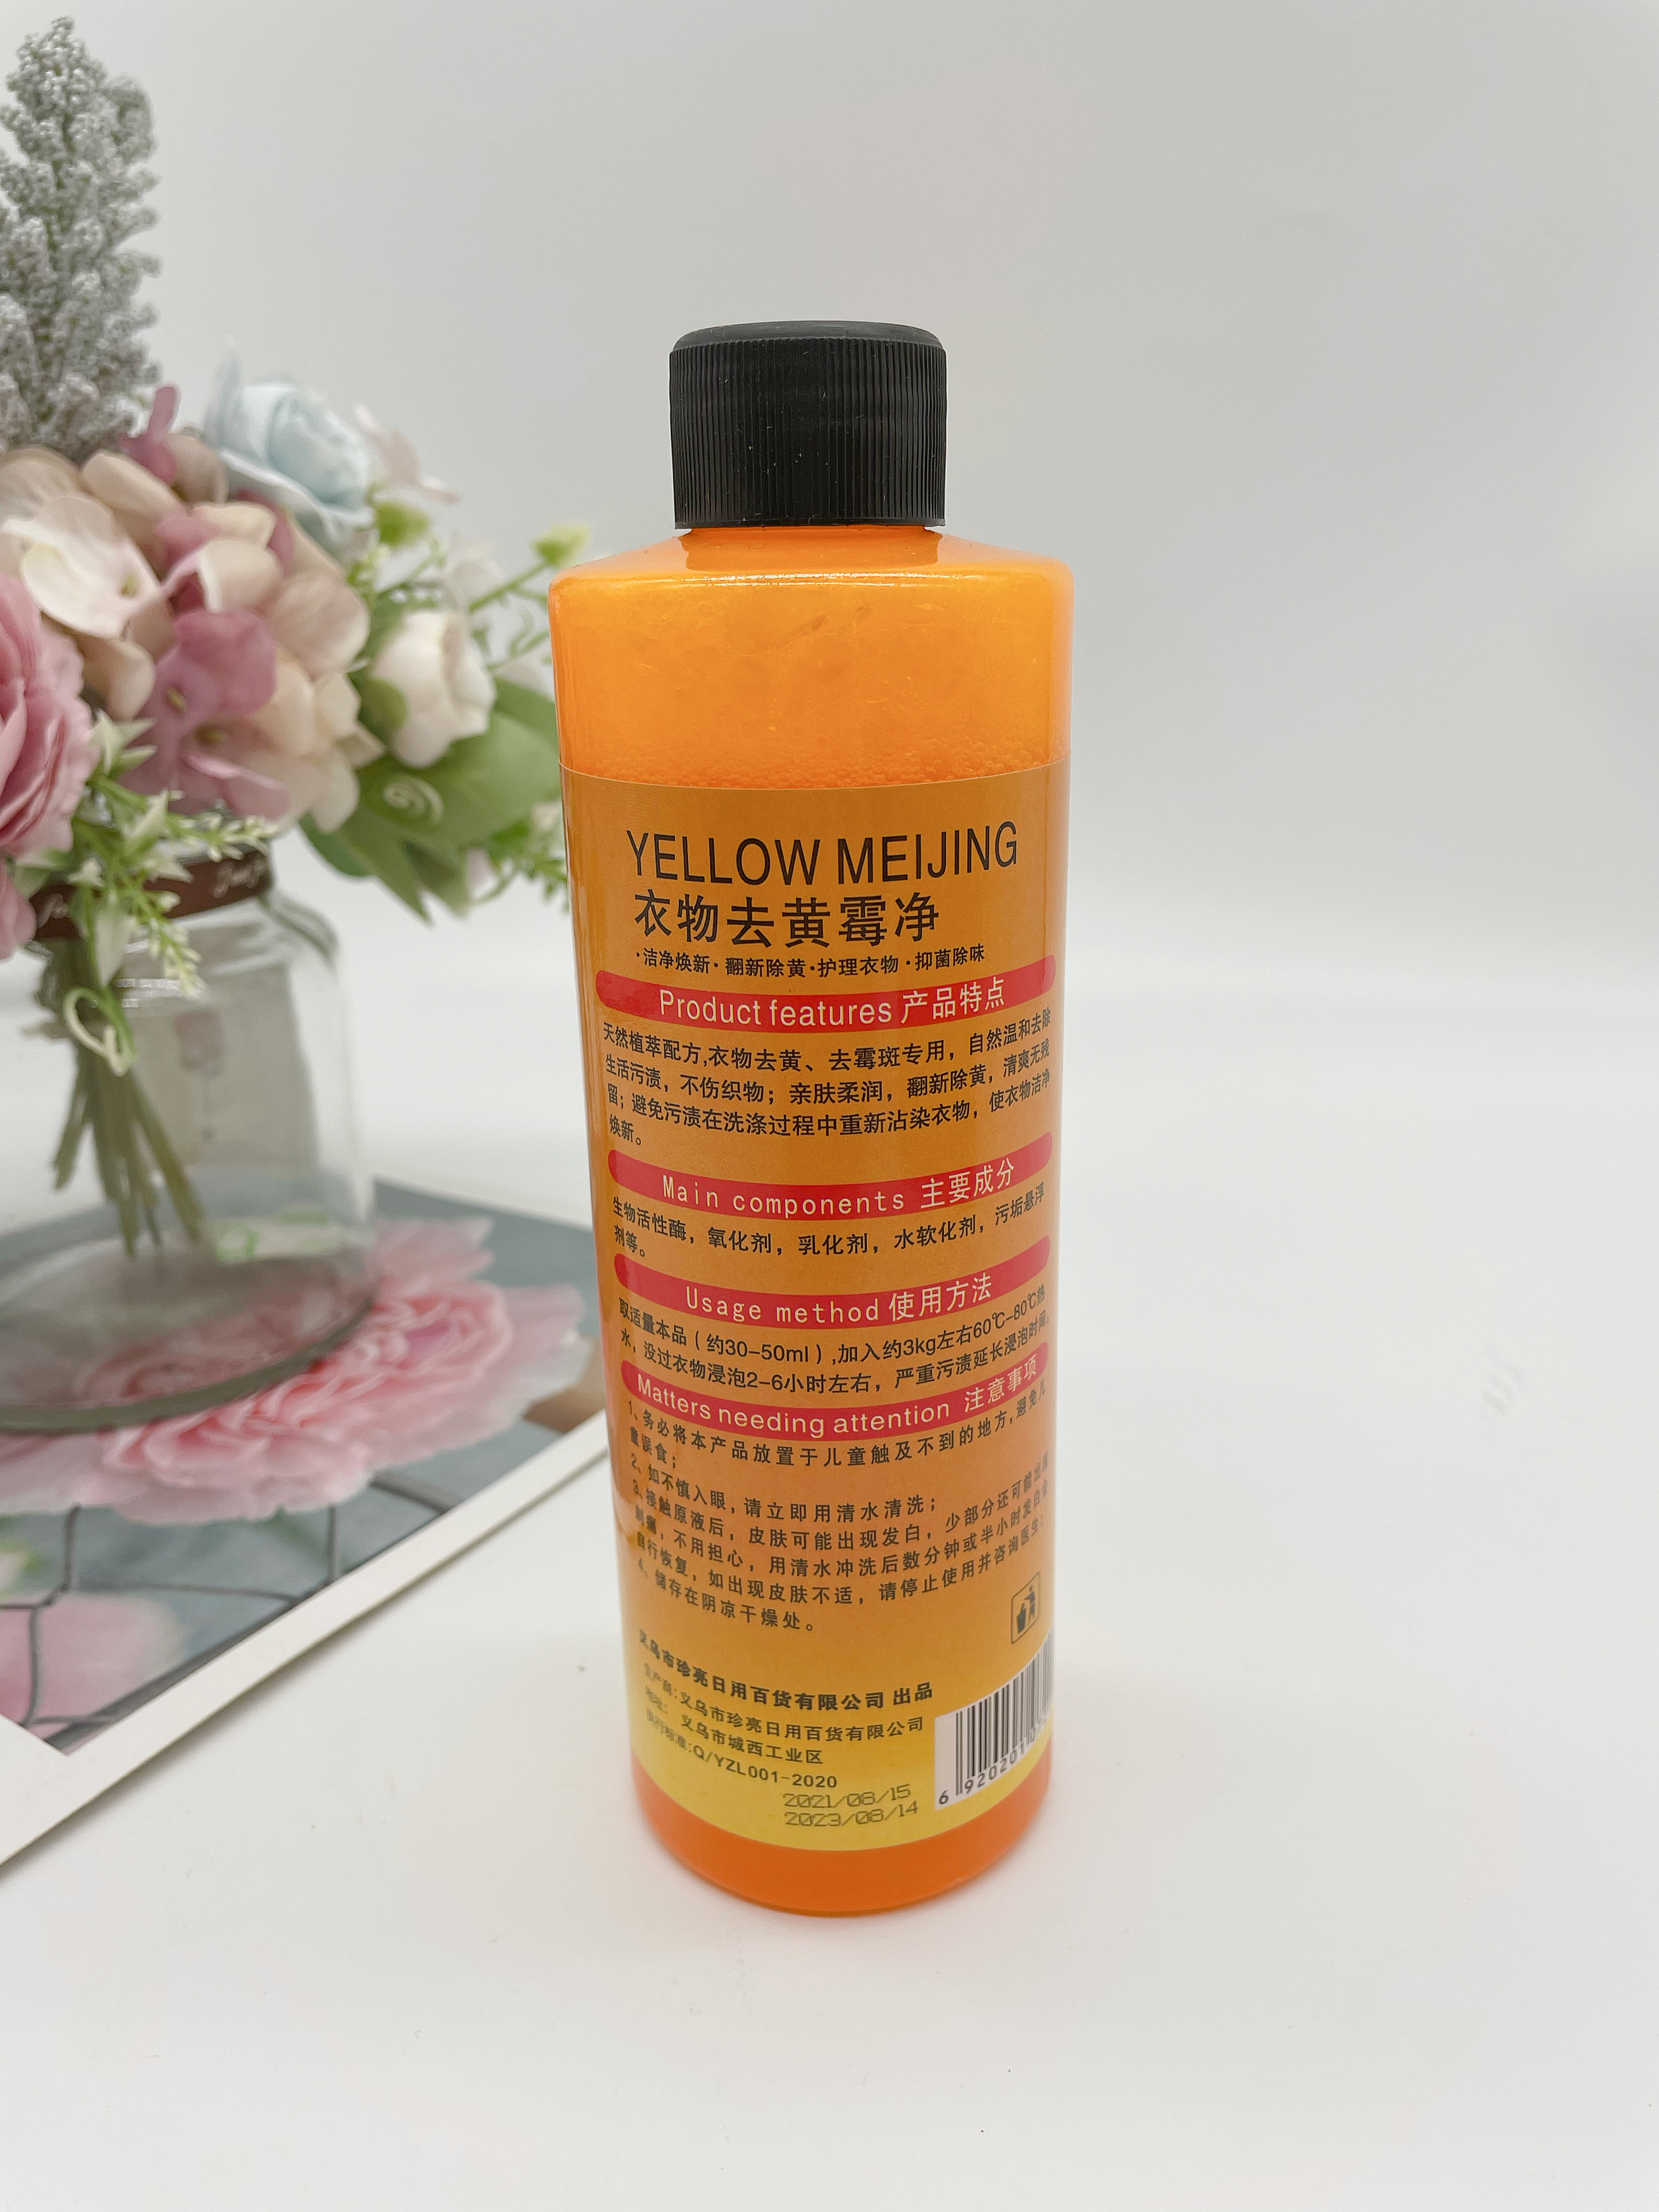 YELLOW MEIJING
衣物去黄霉净
·洁净焕新·翻新除黄·护理衣物·抑菌除味
Product features 产品特点
天然植萃配方,衣物去黄、去霉斑专用，自然温和去除
生活污渍，不伤织物；亲肤柔润，翻新除黄，清爽无残
留；避免污渍在洗涤过程中重新沾染衣物，使衣物洁净
焕新。
Main components 主要成分
生物活性酶，氧化剂，乳化剂，水软化剂，污垢悬浮
剂等。
Usage method 使用方法
取适量本品（约30-50ml）,加入约3kg左右60℃-80℃热
水，没过衣物浸泡2-6小时左右，严重污渍延长浸泡时间。
Matters needing attention 注意事项
1、务必将本产品放置于儿童触及不到的地方,避免儿
童误食；
2、如不慎入眼，请立即用清水清洗；
3、接触原液后，皮肤可能出现发白，少部分还可能出现
刺痛，不用担心，用清水冲洗后数分钟或半小时发白会
自行恢复，如出现皮肤不适，请停止使用并咨询医生；
4、储存在阴凉干燥处。
义乌市珍亮日用百货有限公司 出品
生产商:义乌市珍亮日用百货有限公司
地址: 义乌市城西工业区
执行标准:Q/YZL001-2020
2021/08/15
2023/08/14
6 920201